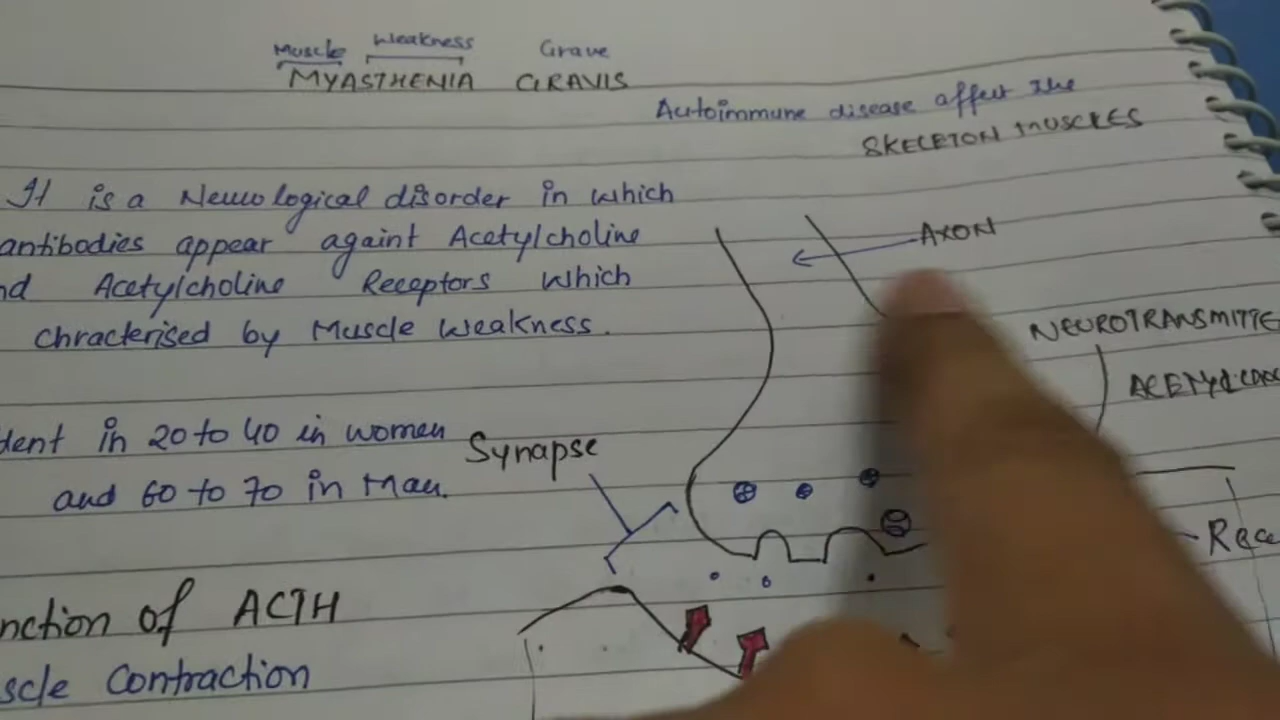 Muscle Weakness Grave
MYASTHENIA GRAVIS
Autoimmune disease affect the
SKELETON MUSCLES
It is a Neurological disorder in which
antibodies appear againt Acetylcholine
nd Acetylcholine Receptors which
chracterised by Muscle Weakness.
dent in 20 to 40 in women
and 60 to 70 in Man.
Synapse
AXON
NEUROTRANSMITTE
Rece
nction of ACTH
scle Contraction